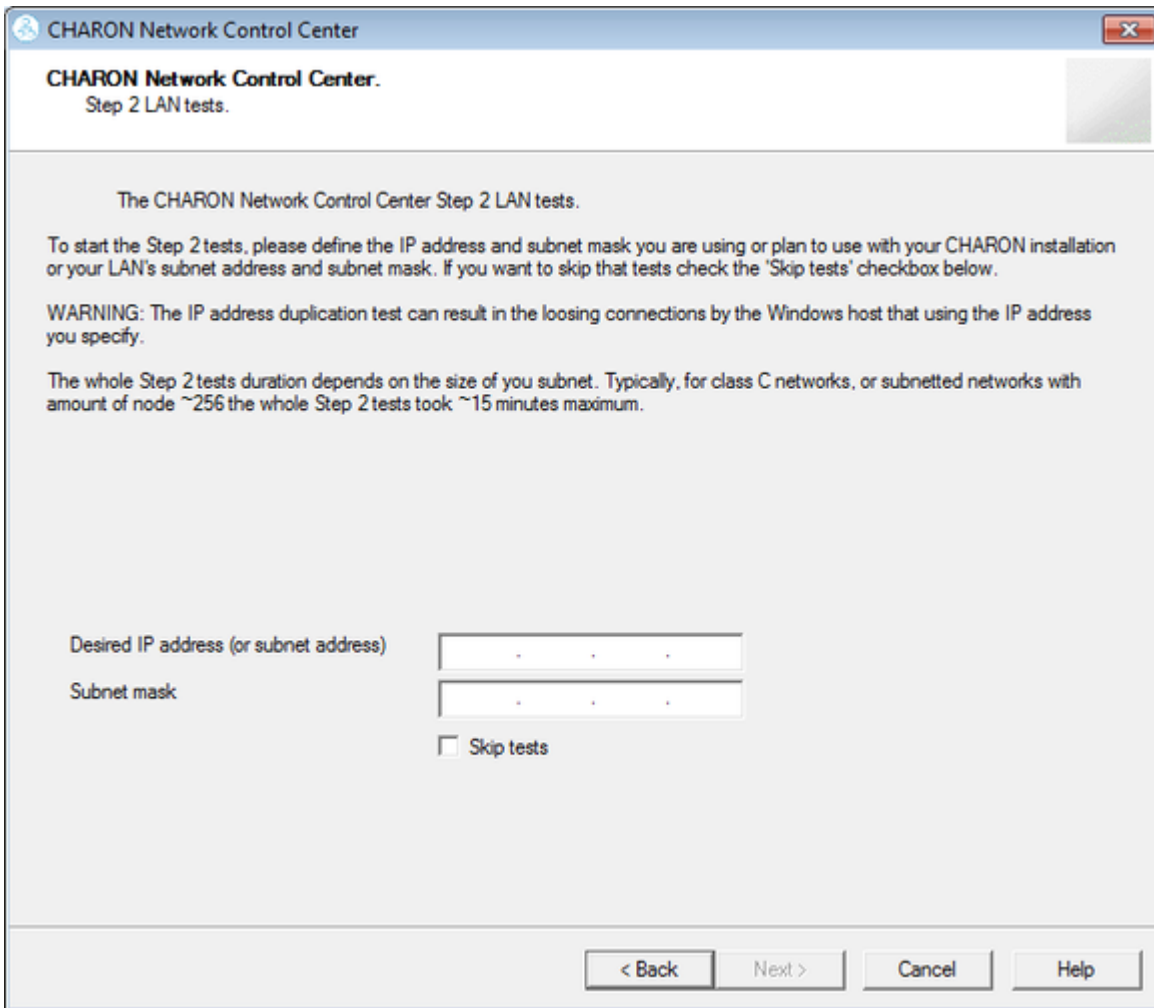 CHARON Network Control Center
CHARON Network Control Center.
Step 2 LAN tests.
The CHARON Network Control Center Step 2 LAN tests.
To start the Step 2 tests, please define the IP address and subnet mask you are using or plan to use with your CHARON installation
or your LAN's subnet address and subnet mask. If you want to skip that tests check the 'Skip tests' checkbox below.
WARNING: The IP address duplication test can result in the loosing connections by the Windows host that using the IP address
you specify.
The whole Step 2 tests duration depends on the size of you subnet. Typically, for class C networks, or subnetted networks with
amount of node ~256 the whole Step 2 tests took ~15 minutes maximum.
Desired IP address (or subnet address) . . .
Subnet mask . . .
Skip tests
< Back Next > Cancel Help